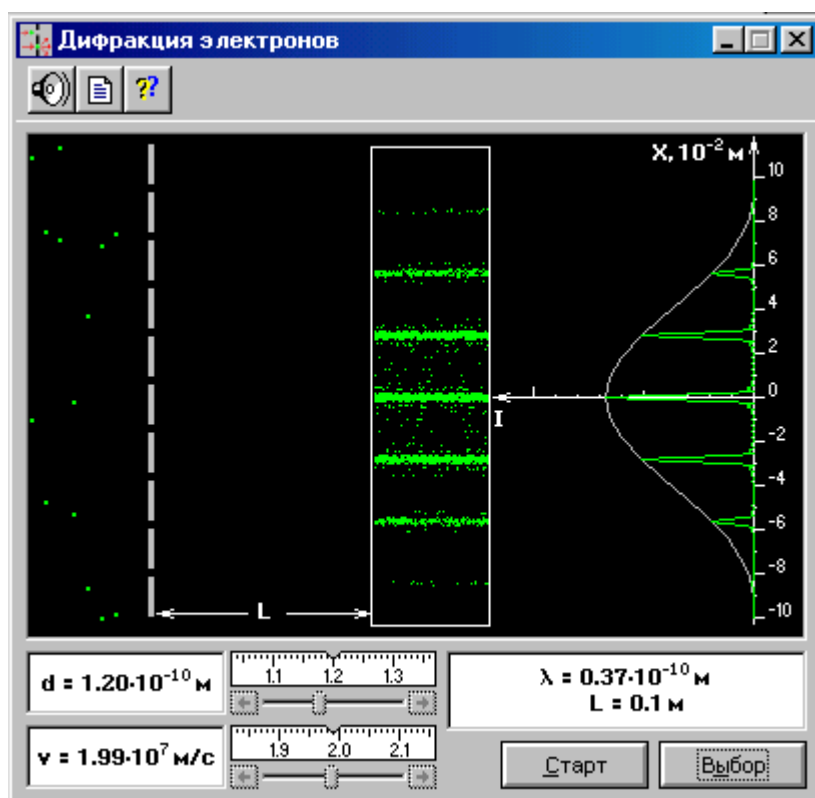 Дифракция электронов
??
X, 10⁻² м
10
8
6
4
2
0
I
-2
-4
-6
-8
-10
L
d = 1.20·10⁻¹⁰ м
1.1 1.2 1.3
λ = 0.37·10⁻¹⁰ м
L = 0.1 м
v = 1.99·10⁷ м/с
1.9 2.0 2.1
Старт
Выбор